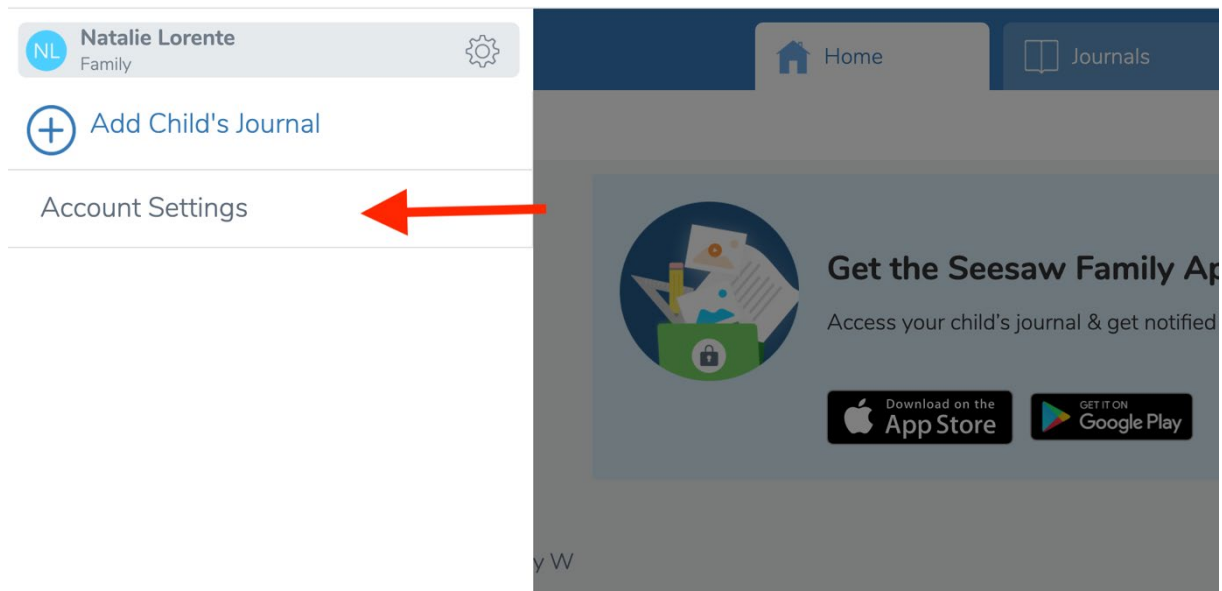 NL
Natalie Lorente
Family
Add Child's Journal
Account Settings
Home
Journals
Get the Seesaw Family Ap
Access your child's journal & get notified
Download on the
App Store
GET IT ON
Google Play
y W